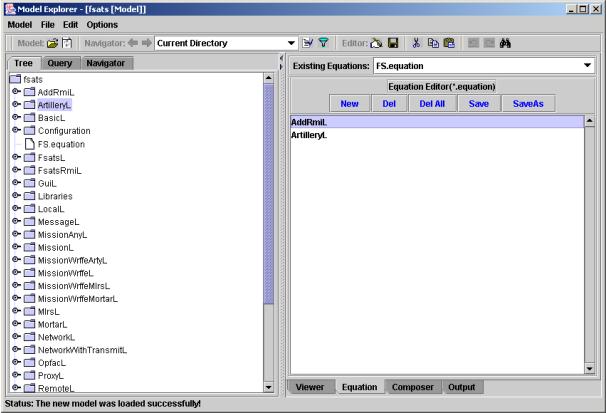 Model Explorer - [fsats [Model]]
Model File Edit Options
Model: Navigator: Current Directory Editor:
Tree Query Navigator
fsats
AddRmiL
ArtilleryL
BasicL
Configuration
FS.equation
FsatsL
FsatsRmiL
GuiL
Libraries
LocalL
MessageL
MissionAnyL
MissionL
MissionWrffeArtyL
MissionWrffeL
MissionWrffeMlrsL
MissionWrffeMortarL
MlrsL
MortarL
NetworkL
NetworkWithTransmitL
OpfacL
ProxyL
RemoteL
Existing Equations: FS.equation
Equation Editor(*.equation)
New Del Del All Save SaveAs
AddRmiL
ArtilleryL
Viewer Equation Composer Output
Status: The new model was loaded successfully!